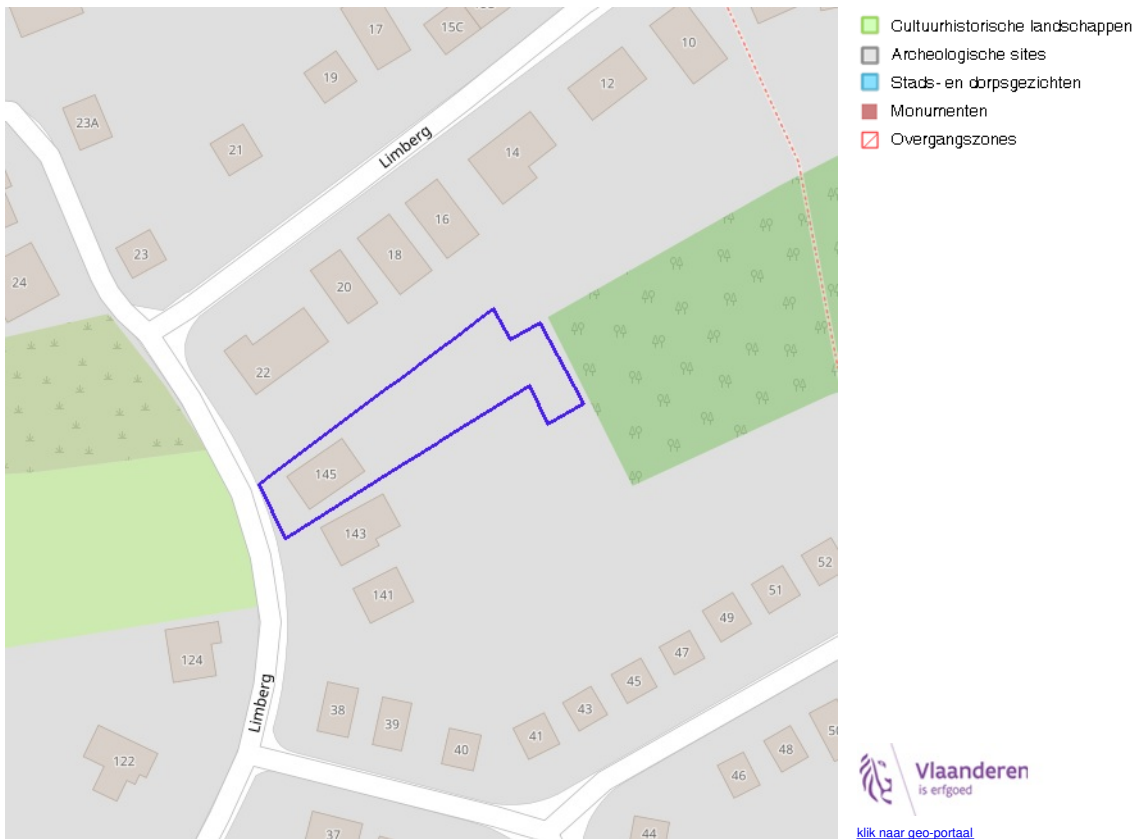 17
15C
10
19
12
23A
Limberg
21
14
16
23
18
24
20
22
145
143
52
141
51
49
124
47
45
Limberg
38
39
43
41
40
122
48
46
37
44
Cultuurhistorische landschappen
Archeologische sites
Stads- en dorpsgezichten
Monumenten
Overgangszones
Vlaanderen
is erfgoed
klik naar geo-portaal